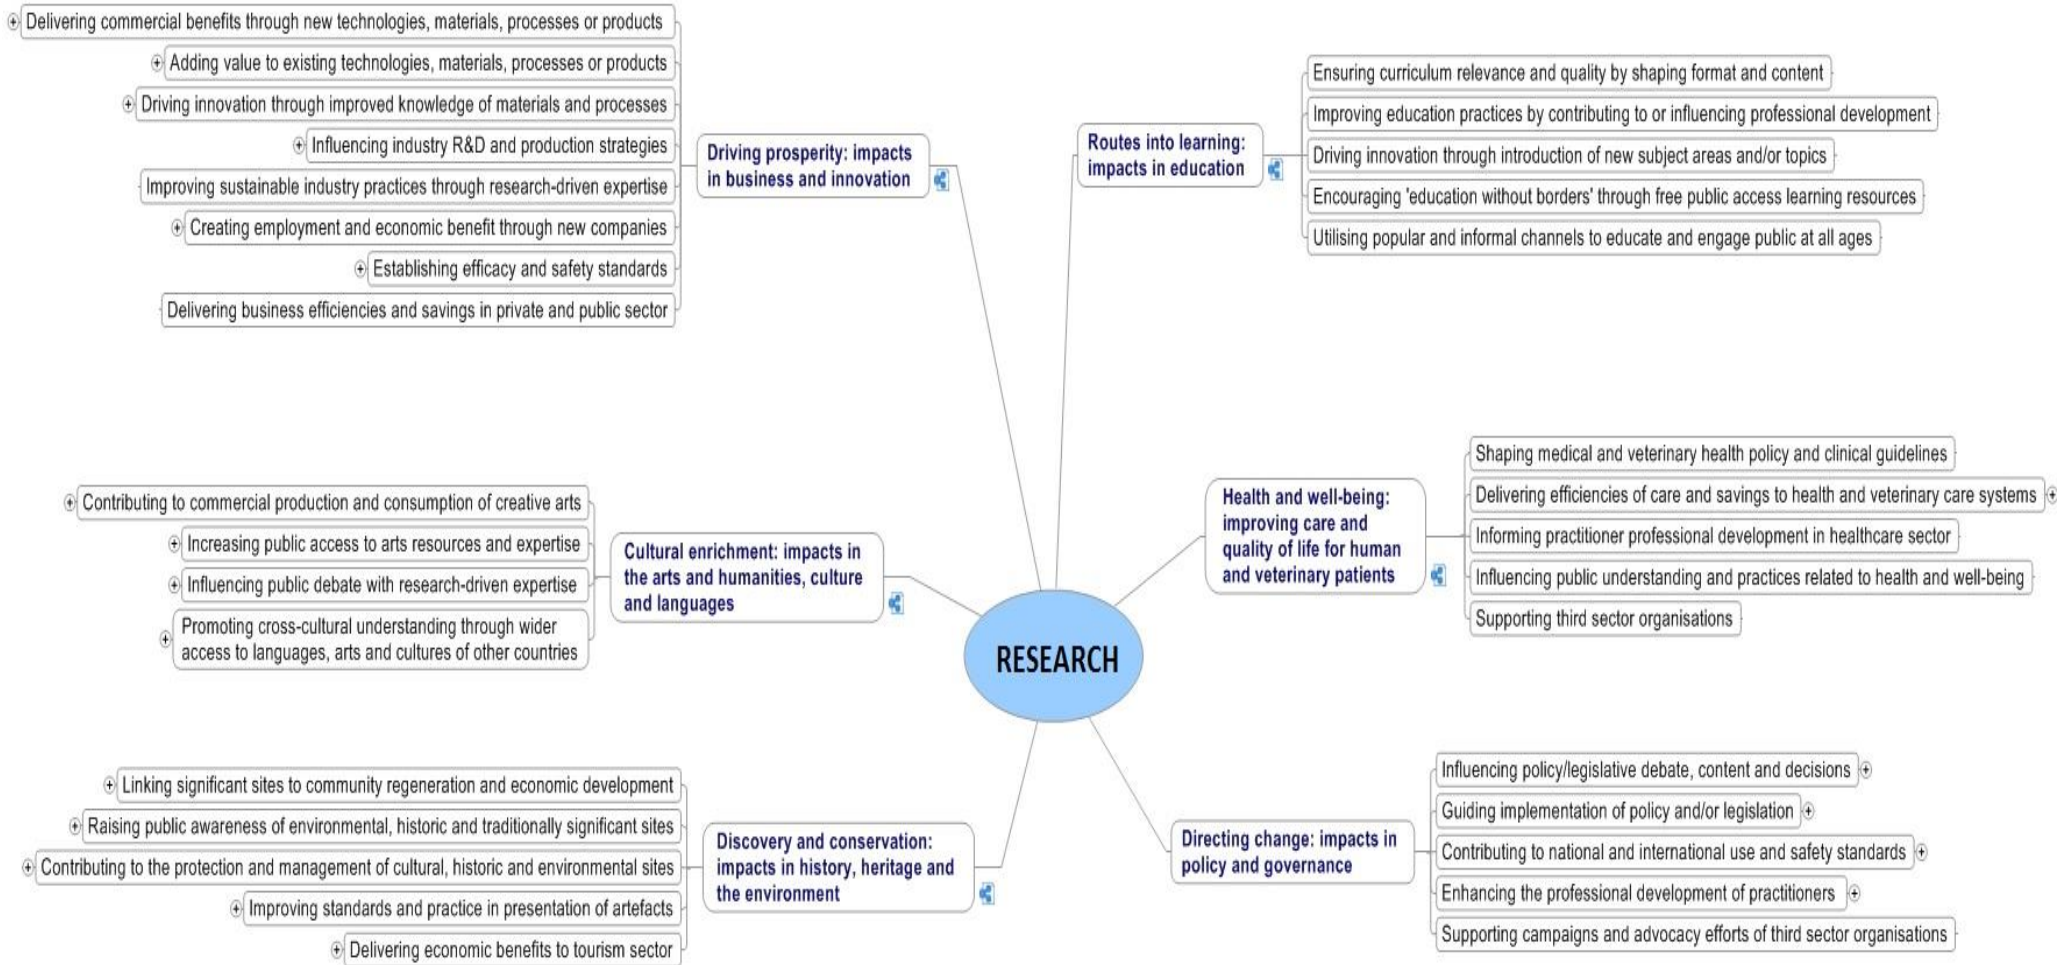 Delivering commercial benefits through new technologies, materials, processes or products
Adding value to existing technologies, materials, processes or products
Driving innovation through improved knowledge of materials and processes
Influencing industry R&D and production strategies
Improving sustainable industry practices through research-driven expertise
Creating employment and economic benefit through new companies
Establishing efficacy and safety standards
Delivering business efficiencies and savings in private and public sector
Driving prosperity: impacts
in business and innovation
Routes into learning:
impacts in education
Ensuring curriculum relevance and quality by shaping format and content
Improving education practices by contributing to or influencing professional development
Driving innovation through introduction of new subject areas and/or topics
Encouraging 'education without borders' through free public access learning resources
Utilising popular and informal channels to educate and engage public at all ages
Contributing to commercial production and consumption of creative arts
Increasing public access to arts resources and expertise
Influencing public debate with research-driven expertise
Promoting cross-cultural understanding through wider
access to languages, arts and cultures of other countries
Cultural enrichment: impacts in
the arts and humanities, culture
and languages
Health and well-being:
improving care and
quality of life for human
and veterinary patients
Shaping medical and veterinary health policy and clinical guidelines
Delivering efficiencies of care and savings to health and veterinary care systems
Informing practitioner professional development in healthcare sector
Influencing public understanding and practices related to health and well-being
Supporting third sector organisations
RESEARCH
Linking significant sites to community regeneration and economic development
Raising public awareness of environmental, historic and traditionally significant sites
Contributing to the protection and management of cultural, historic and environmental sites
Improving standards and practice in presentation of artefacts
Delivering economic benefits to tourism sector
Discovery and conservation:
impacts in history, heritage and
the environment
Directing change: impacts in
policy and governance
Influencing policy/legislative debate, content and decisions
Guiding implementation of policy and/or legislation
Contributing to national and international use and safety standards
Enhancing the professional development of practitioners
Supporting campaigns and advocacy efforts of third sector organisations